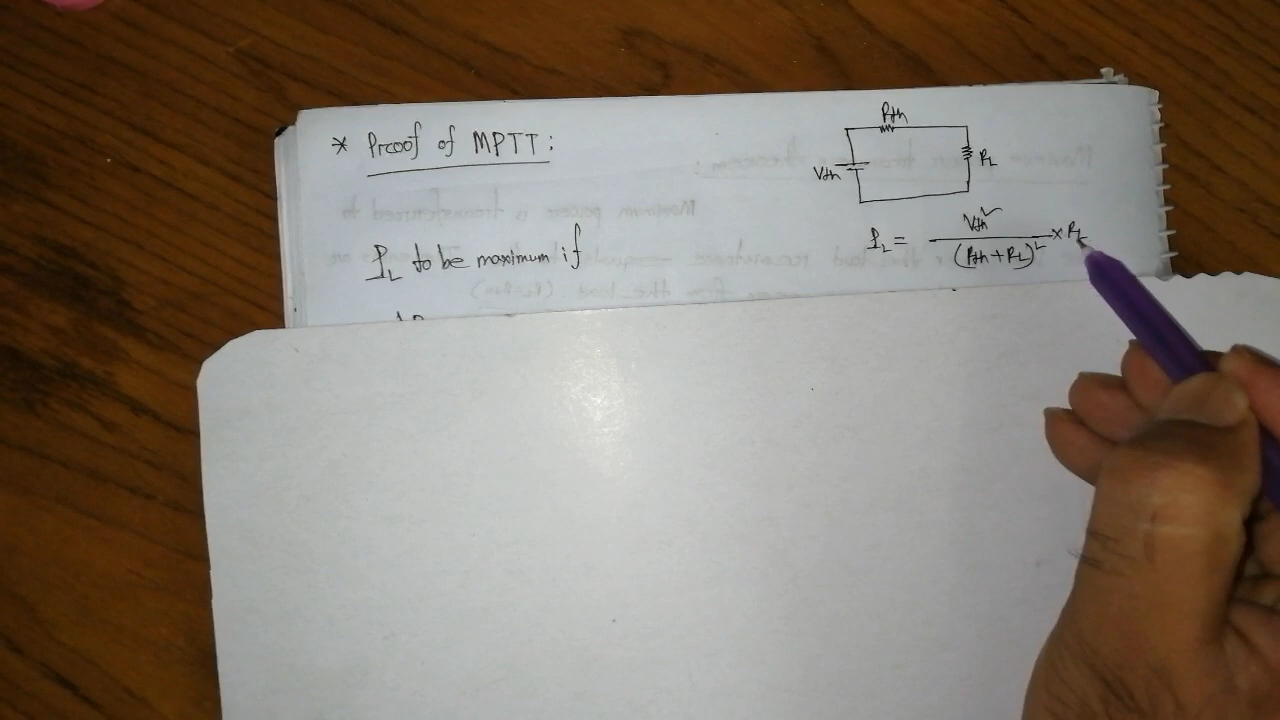 * Proof of MPTT:
Rth
Vth
RL
PL = Vth² / (Rth + RL)² × RL
PL to be maximum if